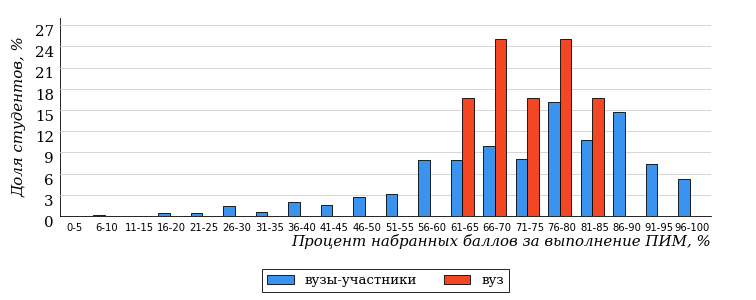 Доля студентов, %
27
24
21
18
15
12
9
6
3
0
0-5 6-10 11-15 16-20 21-25 26-30 31-35 36-40 41-45 46-50 51-55 56-60 61-65 66-70 71-75 76-80 81-85 86-90 91-95 96-100
Процент набранных баллов за выполнение ПИМ, %
вузы-участники вуз